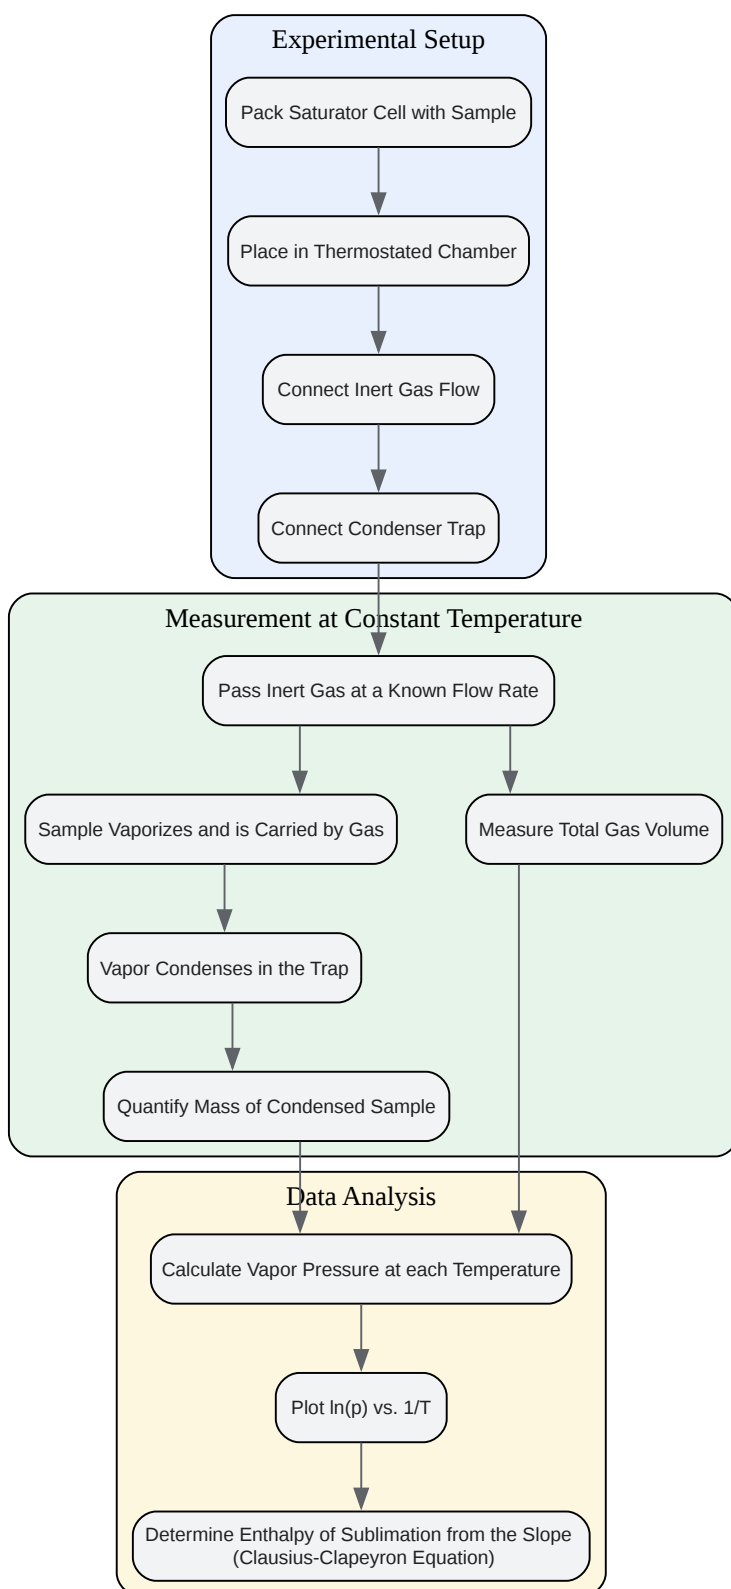 Experimental Setup
Pack Saturator Cell with Sample
Place in Thermostated Chamber
Connect Inert Gas Flow
Connect Condenser Trap
Measurement at Constant Temperature
Pass Inert Gas at a Known Flow Rate
Sample Vaporizes and is Carried by Gas
Measure Total Gas Volume
Vapor Condenses in the Trap
Quantify Mass of Condensed Sample
Data Analysis
Calculate Vapor Pressure at each Temperature
Plot ln(p) vs. 1/T
Determine Enthalpy of Sublimation from the Slope
(Clausius-Clapeyron Equation)